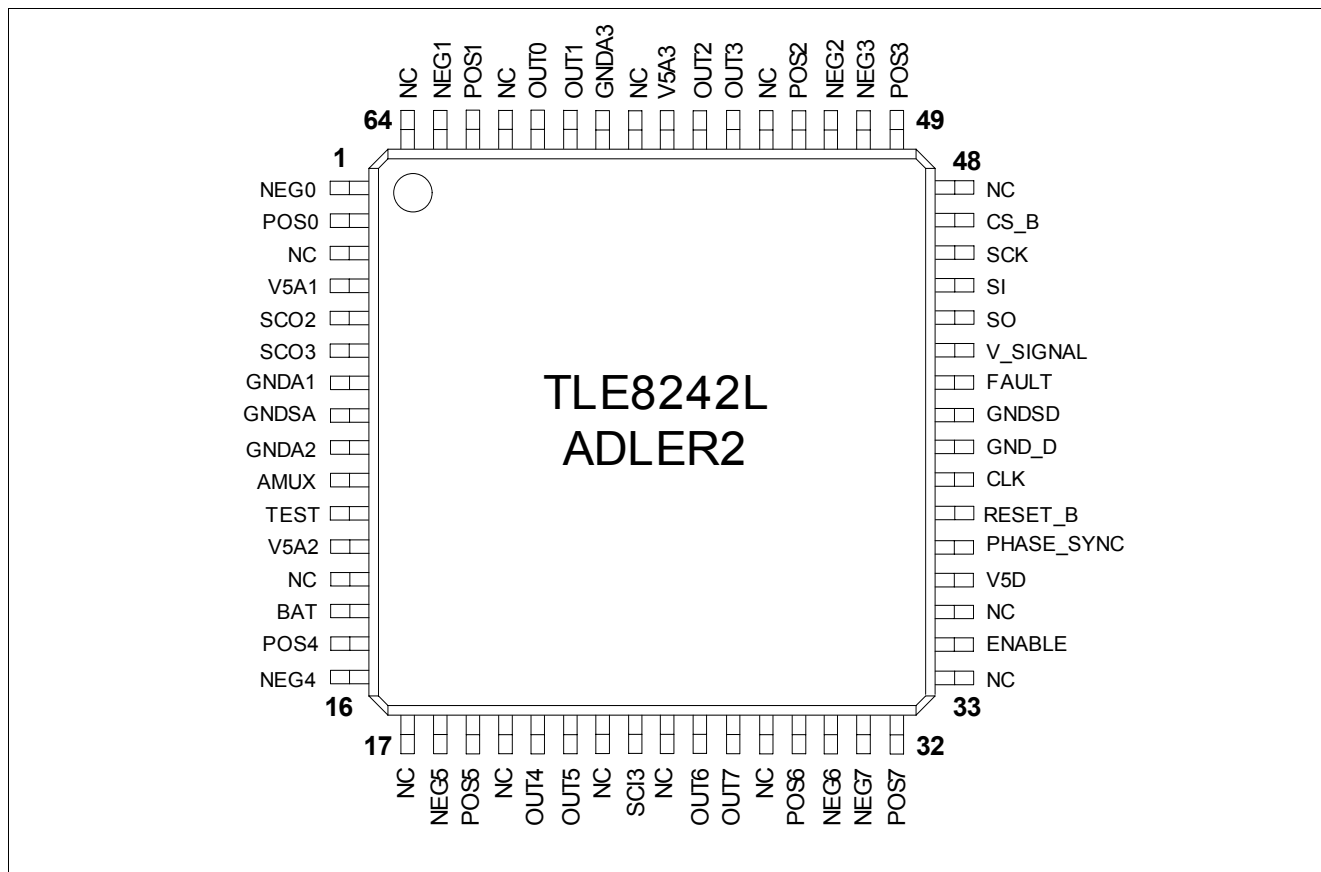 NC
NEG1
POS1
NC
OUT0
OUT1
GNDA3
NC
V5A3
OUT2
OUT3
NC
POS2
NEG2
NEG3
POS3
64
49
1
48
NEG0
POS0
NC
V5A1
SCO2
SCO3
GNDA1
GNDSA
GNDA2
AMUX
TEST
V5A2
NC
BAT
POS4
NEG4
TLE8242L
ADLER2
NC
CS_B
SCK
SI
SO
V_SIGNAL
FAULT
GNDSD
GND_D
CLK
RESET_B
PHASE_SYNC
V5D
NC
ENABLE
NC
16
33
17
32
NC
NEG5
POS5
NC
OUT4
OUT5
NC
SCI3
NC
OUT6
OUT7
NC
POS6
NEG6
NEG7
POS7